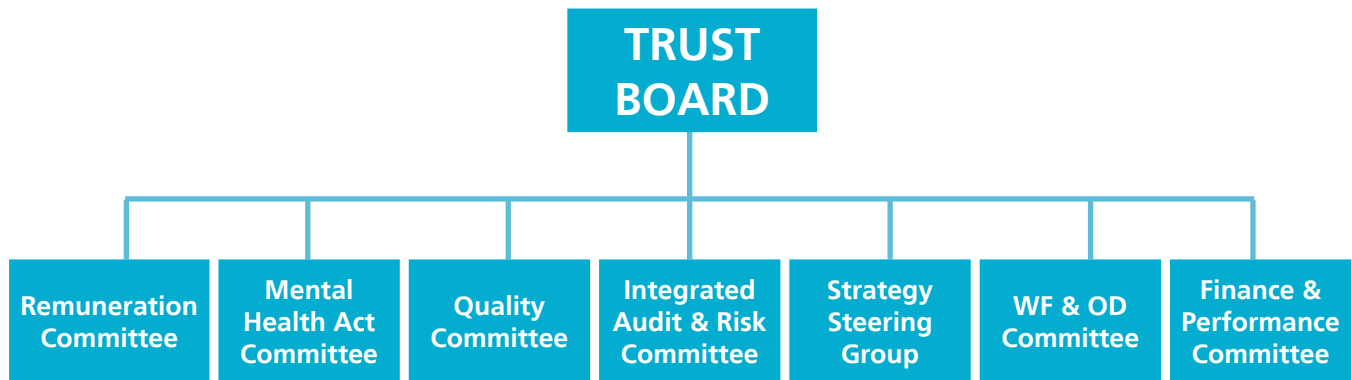 TRUST
BOARD
Remuneration
Committee
Mental
Health Act
Committee
Quality
Committee
Integrated
Audit & Risk
Committee
Strategy
Steering
Group
WF & OD
Committee
Finance &
Performance
Committee